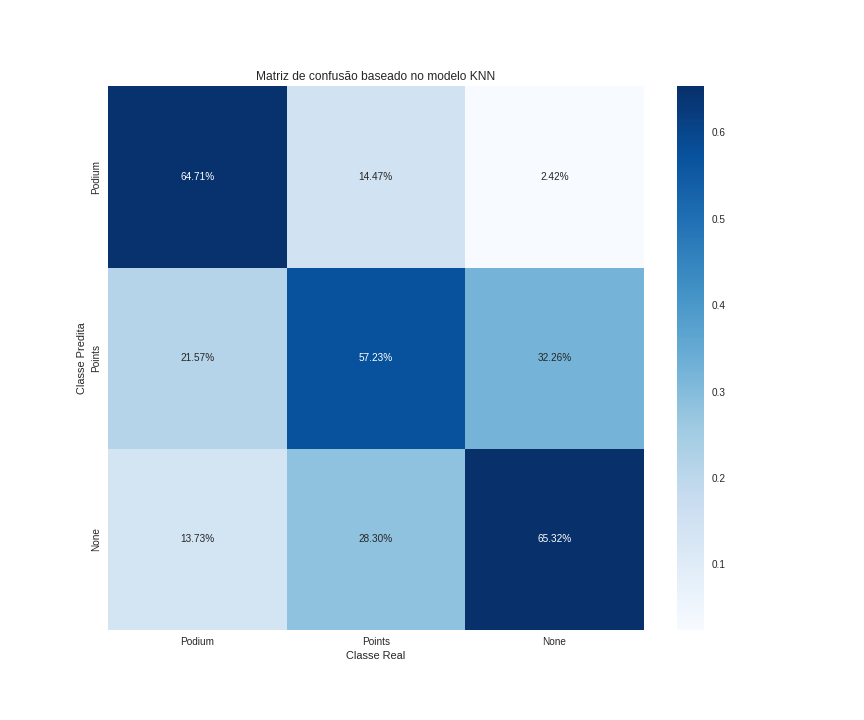 Matriz de confusão baseado no modelo KNN
Classe Predita
Podium
64.71%
14.47%
2.42%
Points
21.57%
57.23%
32.26%
None
13.73%
28.30%
65.32%
Podium
Points
None
Classe Real
0.6
0.5
0.4
0.3
0.2
0.1